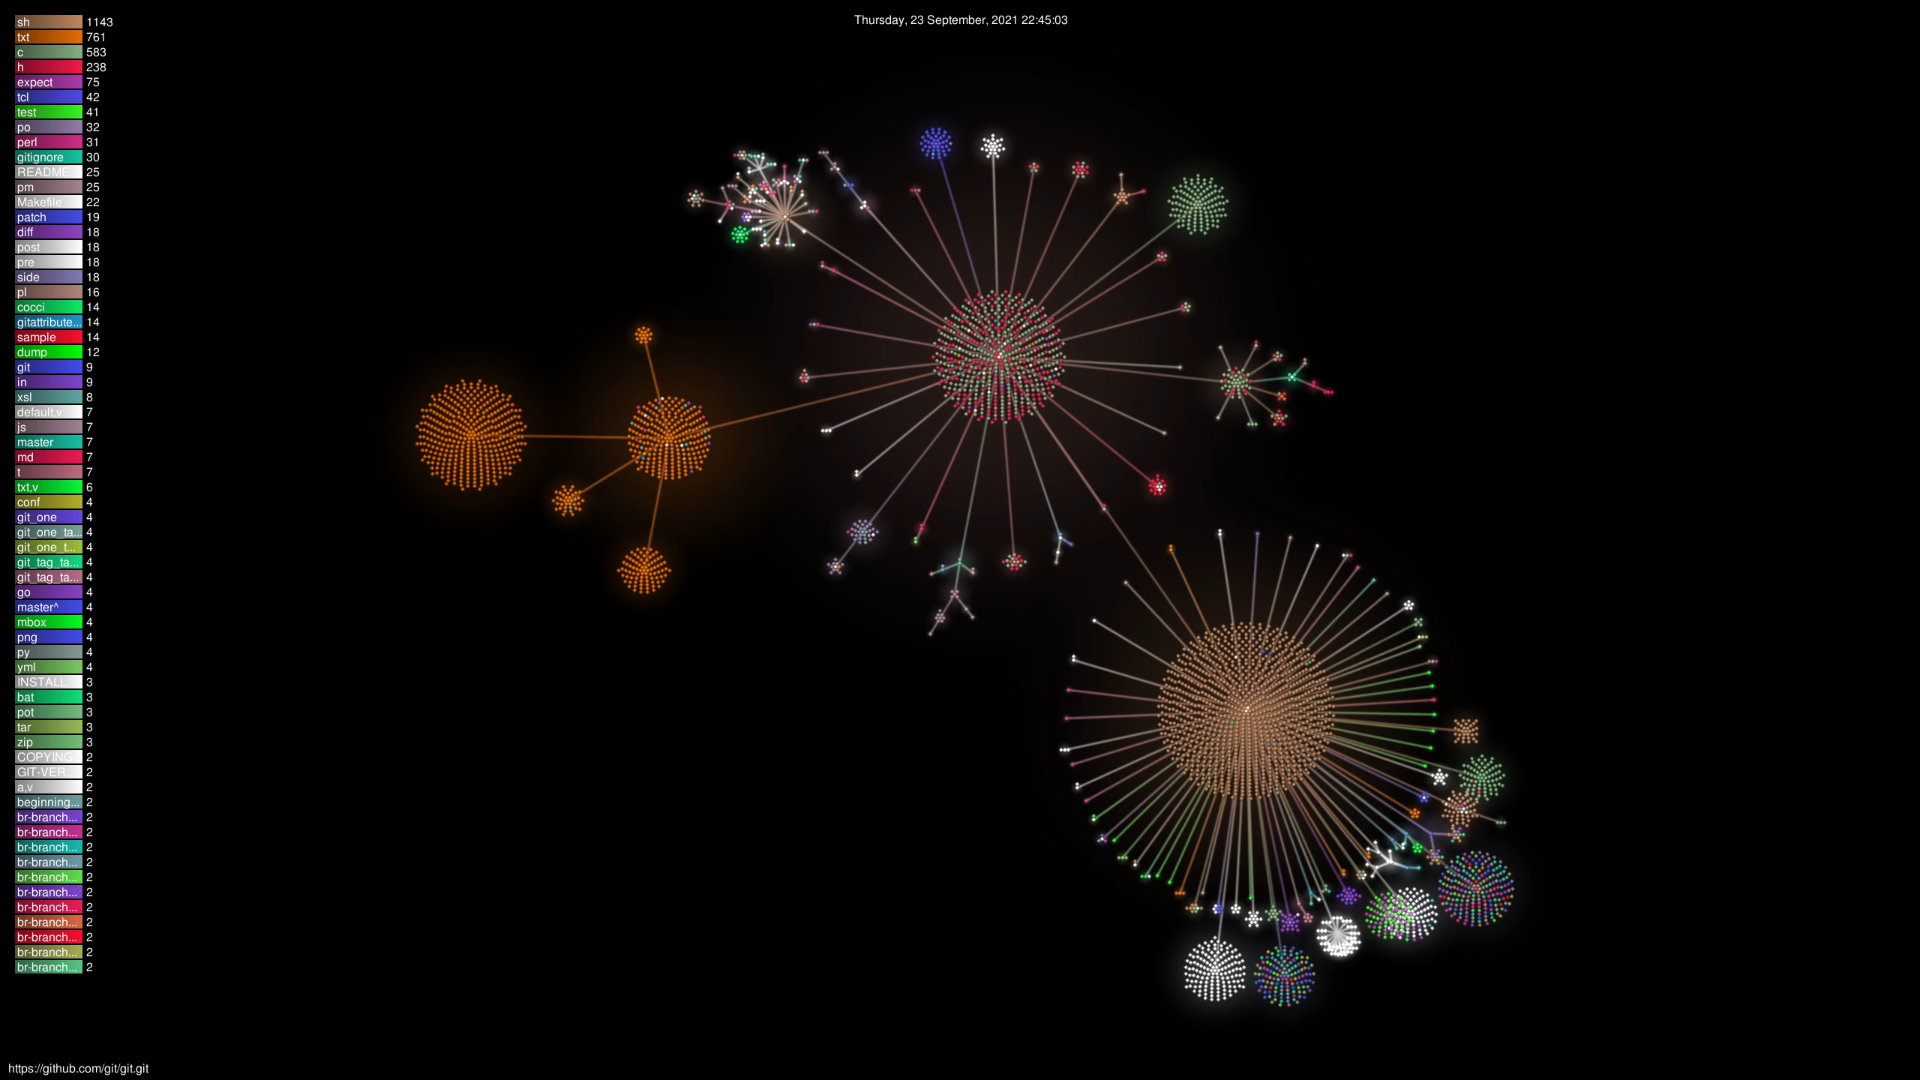 Thursday, 23 September, 2021 22:45:03
sh 1143
txt 761
c 583
h 238
expect 75
tcl 42
test 41
po 32
perl 31
gitignore 30
README 25
pm 25
Makefile 22
patch 19
diff 18
post 18
pre 18
side 18
pl 16
cocci 14
gitattribute... 14
sample 14
dump 12
git 9
in 9
xsl 8
default,v 7
js 7
master 7
md 7
t 7
txt,v 6
conf 4
git_one 4
git_one_ta... 4
git_one_t... 4
git_tag_ta... 4
git_tag_ta... 4
go 4
master^ 4
mbox 4
png 4
py 4
yml 4
INSTALL 3
bat 3
pot 3
tar 3
zip 3
COPYING 2
GIT-VER... 2
a,v 2
beginning... 2
br-branch... 2
br-branch... 2
br-branch... 2
br-branch... 2
br-branch... 2
br-branch... 2
br-branch... 2
br-branch... 2
br-branch... 2
br-branch... 2
br-branch... 2
https://github.com/git/git.git